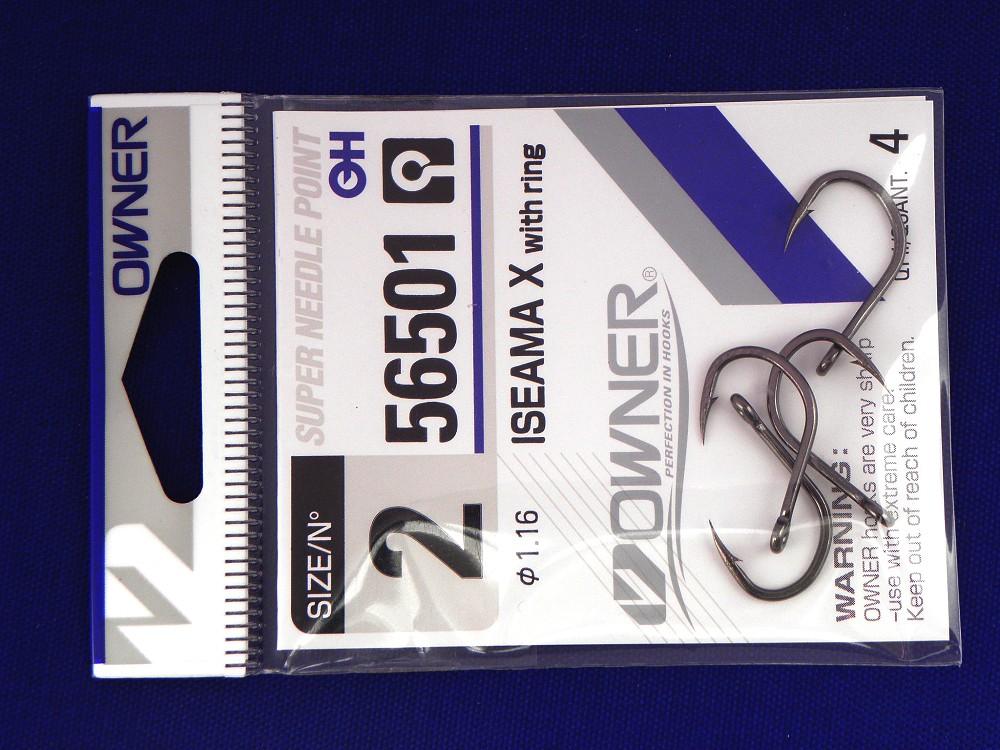 OWNER
SUPER NEEDLE POINT
GH
56501
SIZE/N°
2
ISEAMA X with ring
φ 1.16
OWNER®
PERFECTION IN HOOKS
4
WARNING:
OWNER hooks are very sharp
-use with extreme care.
Keep out of reach of children.